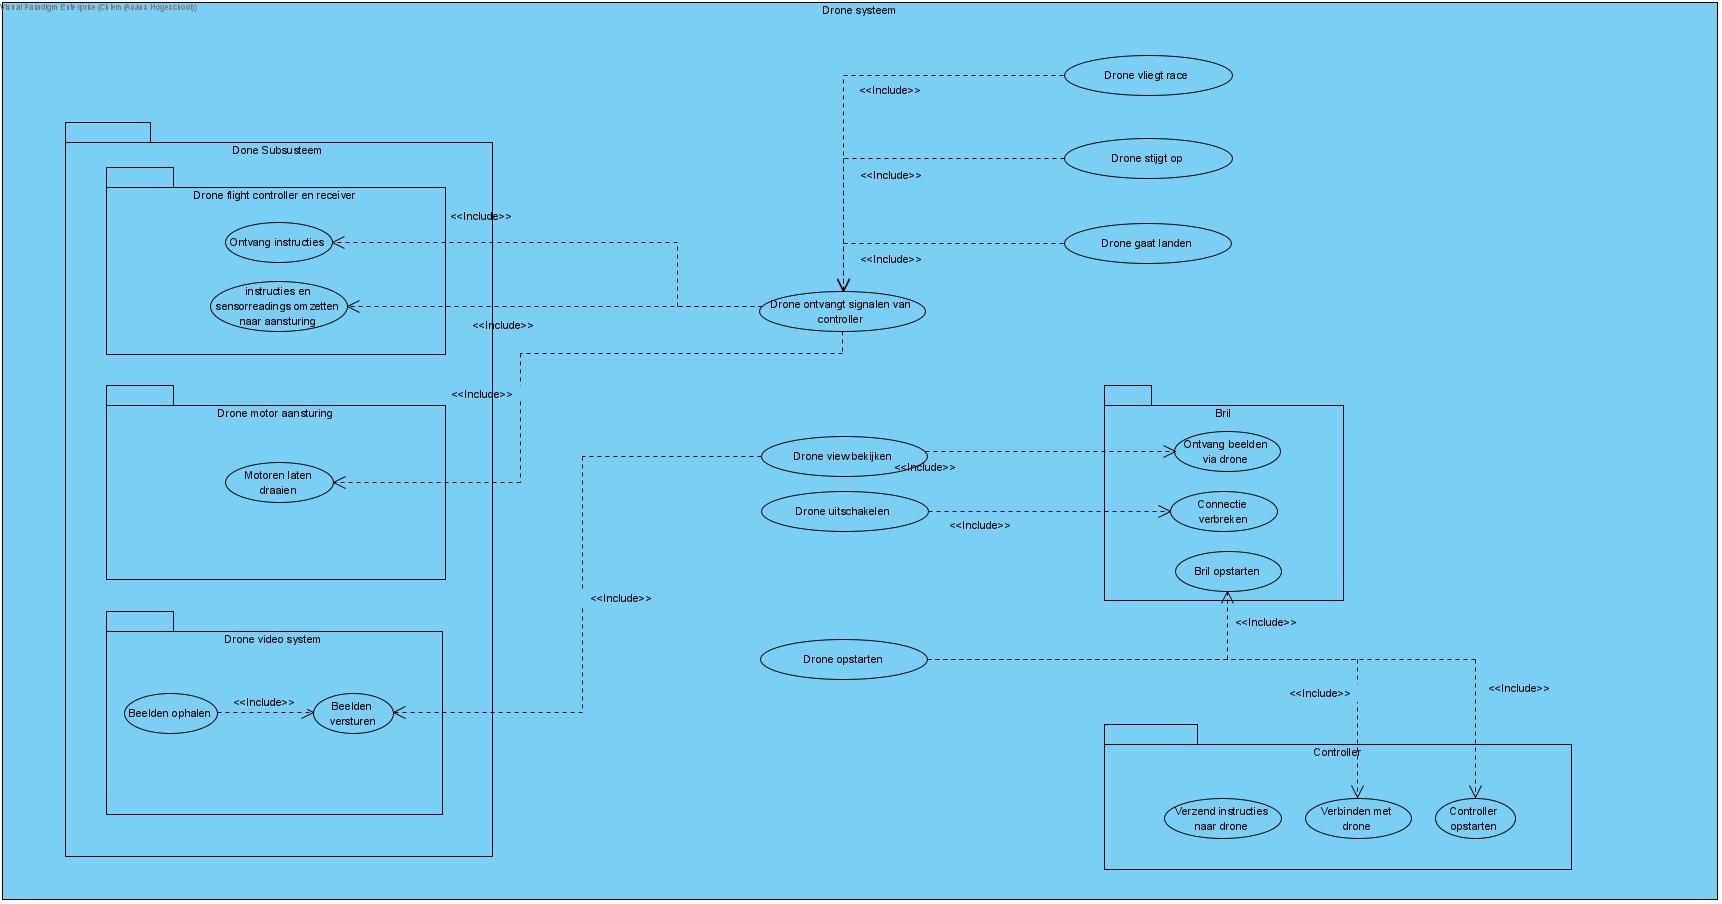 Visual Paradigm Enterprise (Chiem (Avans Hogeschool))
Drone systeem
Drone vliegt race
<<Include>>
Drone stijgt op
<<Include>>
Drone gaat landen
<<Include>>
Done Subsusteem
Drone flight controller en receiver
<<Include>>
Ontvang instructies
instructies en
sensorreadings omzetten
naar aansturing
<<Include>>
Drone ontvangt signalen van
controller
<<Include>>
Drone motor aansturing
Motoren laten
draaien
Bril
Drone view bekijken
<<Include>>
Ontvang beelden
via drone
Drone uitschakelen
<<Include>>
Connectie
verbreken
Bril opstarten
<<Include>>
<<Include>>
Drone video system
Drone opstarten
<<Include>>
<<Include>>
Beelden ophalen
<<Include>>
Beelden
versturen
Controller
Verzend instructies
naar drone
Verbinden met
drone
Controller
opstarten